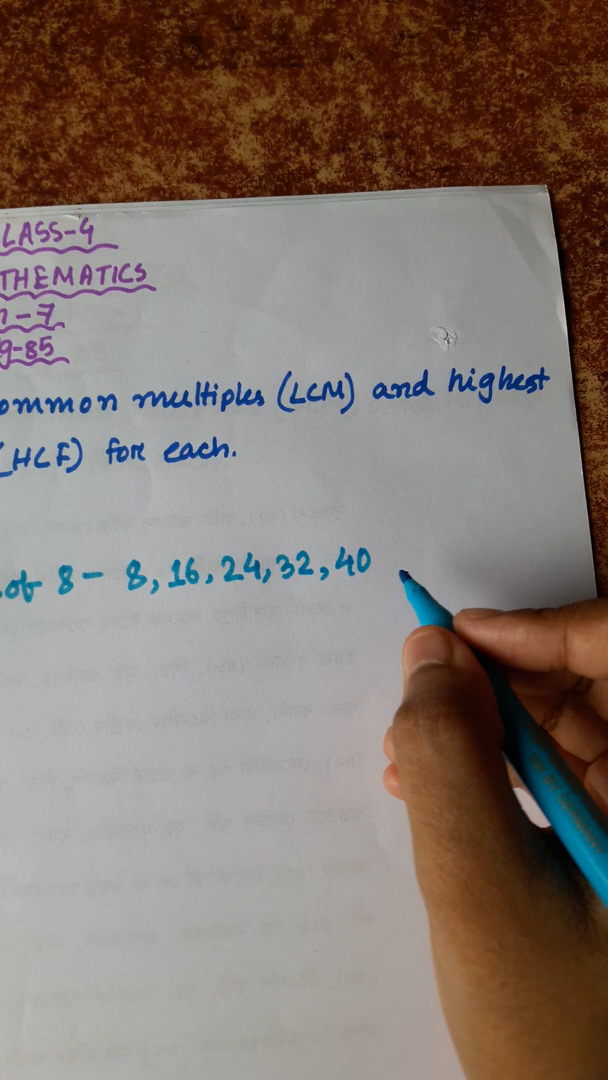 LASS-4
THEMATICS
-7
g-85
ommon multiples (LCM) and highest
(HCF) for each.
of 8 - 8, 16, 24, 32, 40